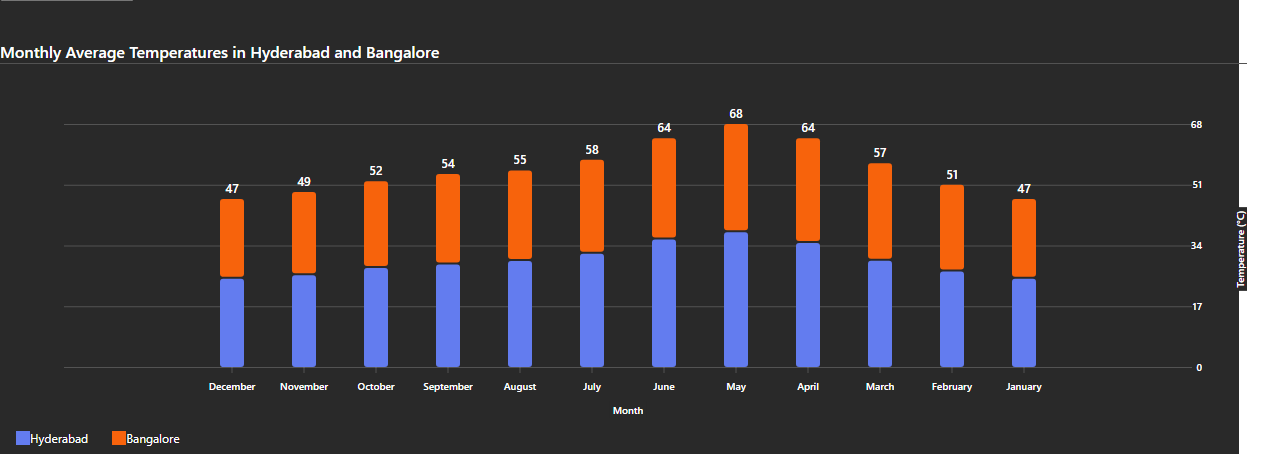 Monthly Average Temperatures in Hyderabad and Bangalore
47 49 52 54 55 58 64 68 64 57 51 47
68
51
34
17
0
Temperature (°C)
December November October September August July June May April March February January
Month
Hyderabad Bangalore